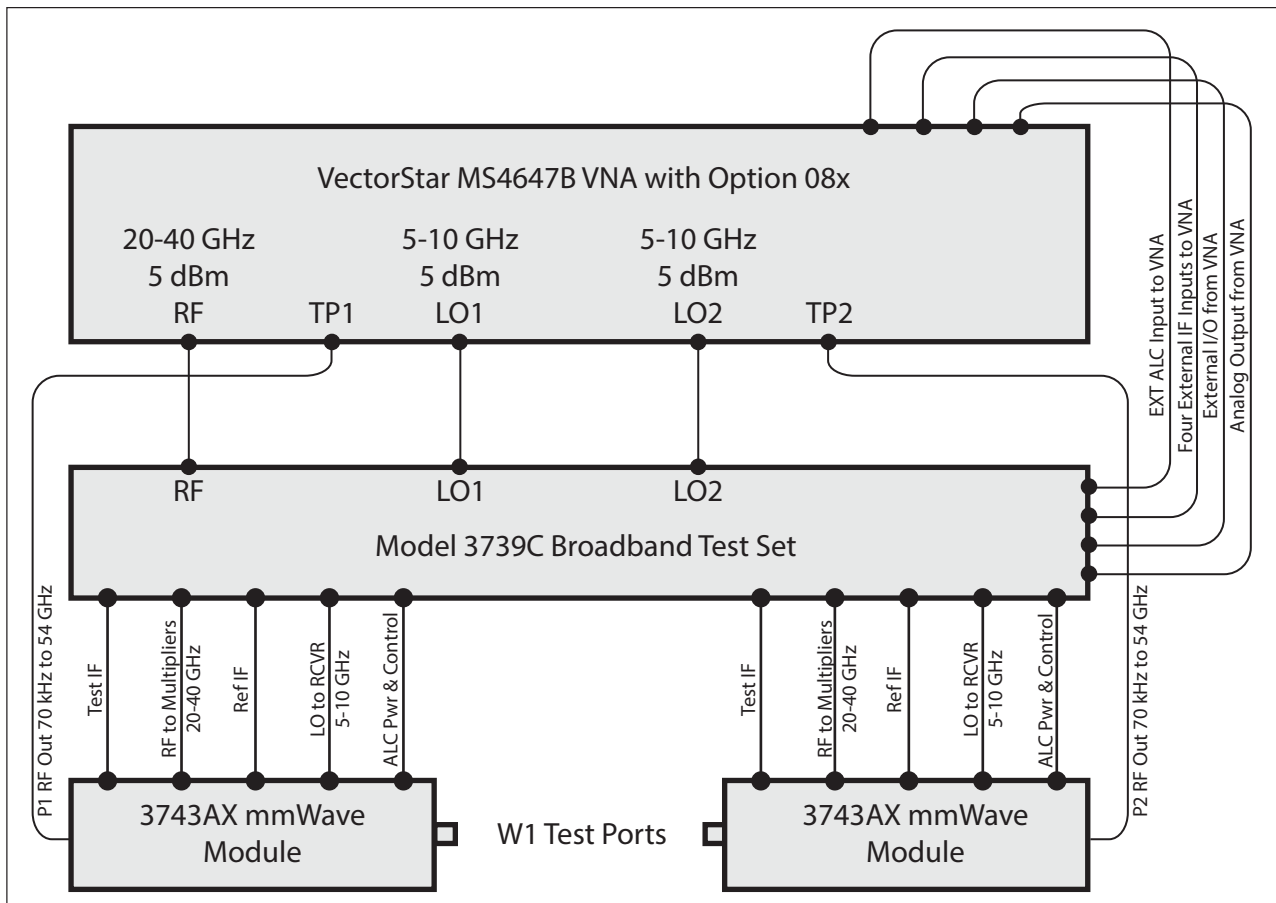 VectorStar MS4647B VNA with Option 08x
20-40 GHz
5 dBm
RF
TP1
5-10 GHz
5 dBm
LO1
5-10 GHz
5 dBm
LO2
TP2
EXT ALC Input to VNA
Four External IF Inputs to VNA
External I/O from VNA
Analog Output from VNA
RF
LO1
LO2
Model 3739C Broadband Test Set
P1 RF Out 70 kHz to 54 GHz
Test IF
RF to Multipliers
20-40 GHz
Ref IF
LO to RCVR
5-10 GHz
ALC Pwr & Control
Test IF
RF to Multipliers
20-40 GHz
Ref IF
LO to RCVR
5-10 GHz
ALC Pwr & Control
P2 RF Out 70 kHz to 54 GHz
3743AX mmWave
Module
W1 Test Ports
3743AX mmWave
Module